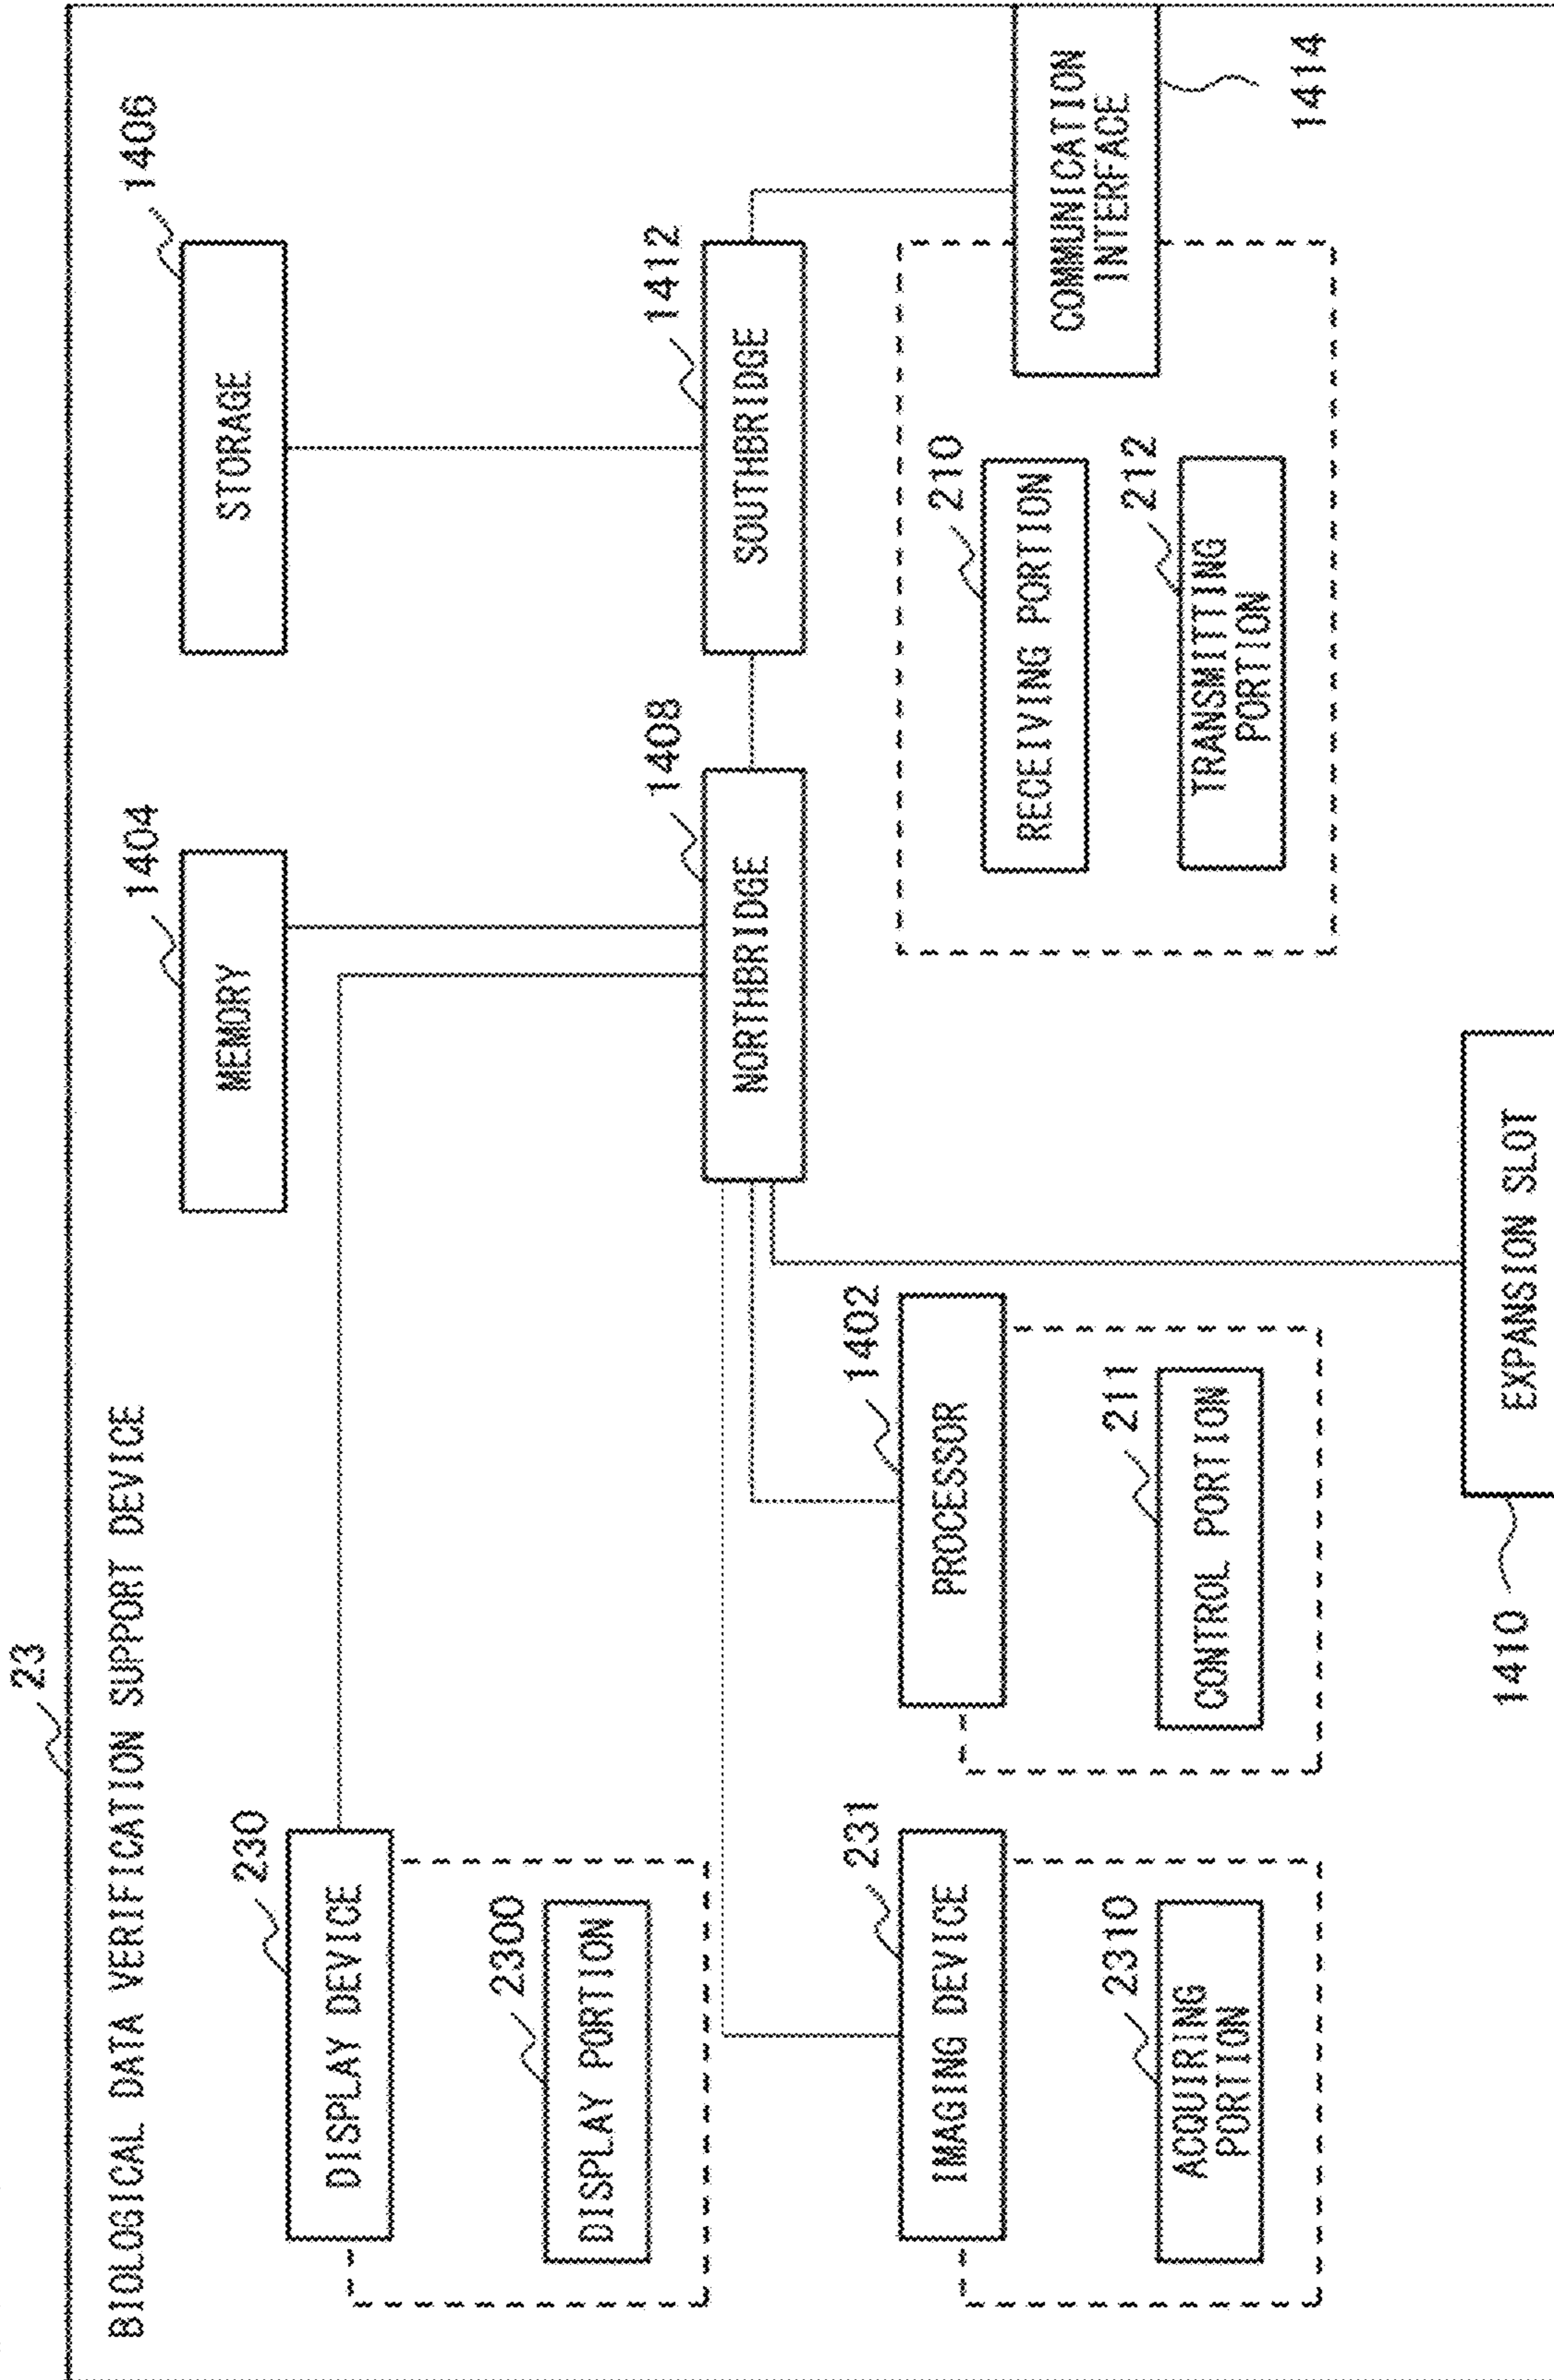 23
BIOLOGICAL DATA VERIFICATION SUPPORT DEVICE
230
DISPLAY DEVICE
2300
DISPLAY PORTION
1404
MEMORY
1406
STORAGE
1408
NORTHBRIDGE
1412
SOUTHBRIDGE
231
IMAGING DEVICE
2310
ACQUIRING
PORTION
1402
PROCESSOR
211
CONTROL PORTION
210
RECEIVING PORTION
212
TRANSMITTING
PORTION
COMMUNICATION
INTERFACE
1414
1410
EXPANSION SLOT